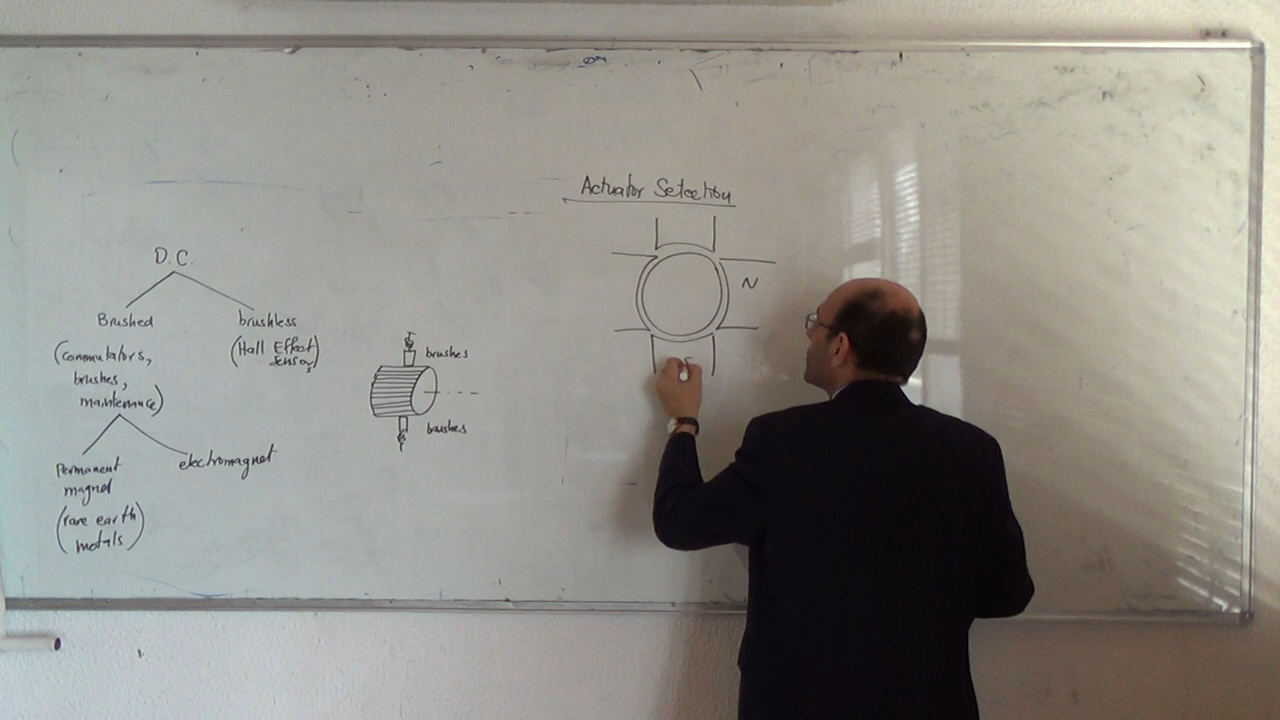 Actuator Selection
D.C.
Brushed
brushless
(commutators,
brushes,
maintenance)
(Hall Effect
sensors)
Permanent
magnet
(rare earth
metals)
electromagnet
brushes
brushes
N